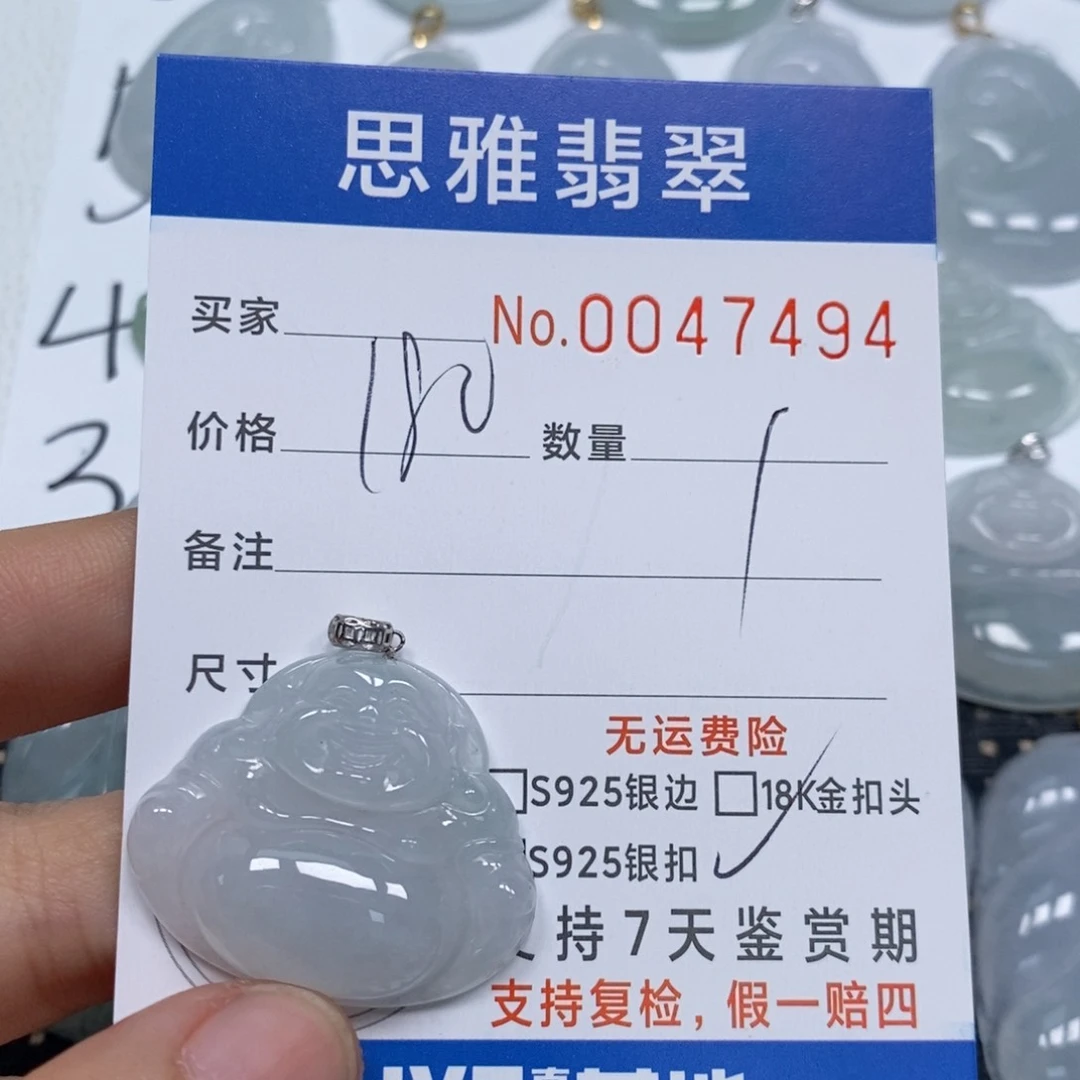 思雅翡翠
买家 No.0047494
价格 180 数量 1
备注
尺寸
无运费险
□S925银边 □18K金扣头
S925银扣 ✓
持7天鉴赏期
支持复检，假一赔四
4
3